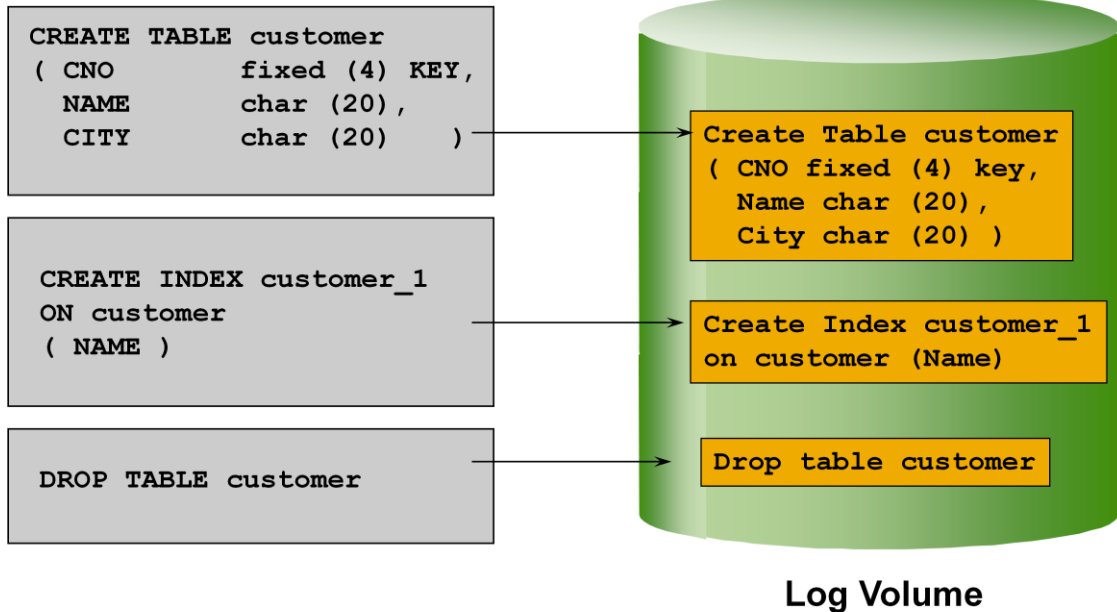 CREATE TABLE customer
( CNO fixed (4) KEY,
NAME char (20),
CITY char (20) )
CREATE INDEX customer_1
ON customer
( NAME )
DROP TABLE customer
Create Table customer
( CNO fixed (4) key,
Name char (20),
City char (20) )
Create Index customer_1
on customer (Name)
Drop table customer
Log Volume